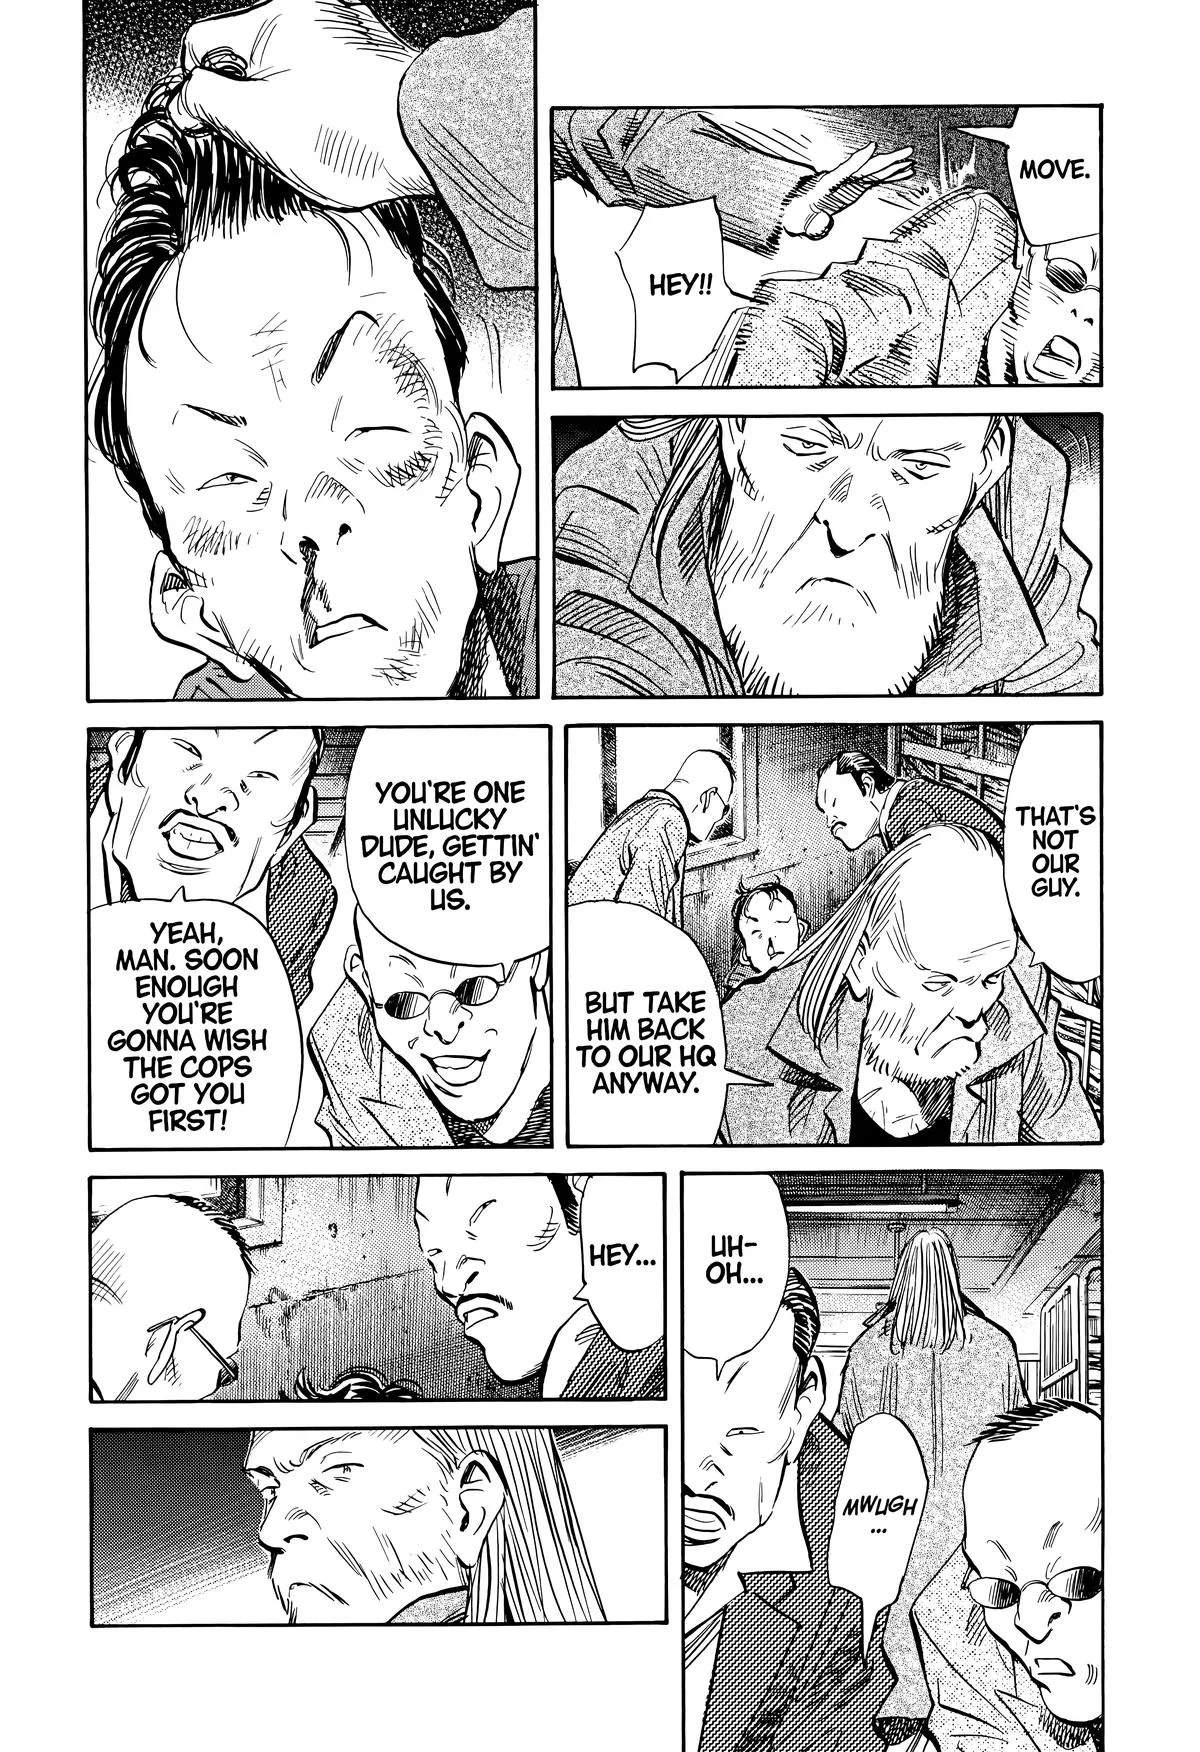 MOVE.
HEY!!
THAT'S
NOT
OUR
GUY.
BUT TAKE
HIM BACK
TO OUR HQ
ANYWAY.
YOU'RE ONE
UNLUCKY
DUDE, GETTIN'
CAUGHT BY
US.
YEAH,
MAN. SOON
ENOUGH
YOU'RE
GONNA WISH
THE COPS
GOT YOU
FIRST!
UH-
OH...
MWUGH
...
HEY...